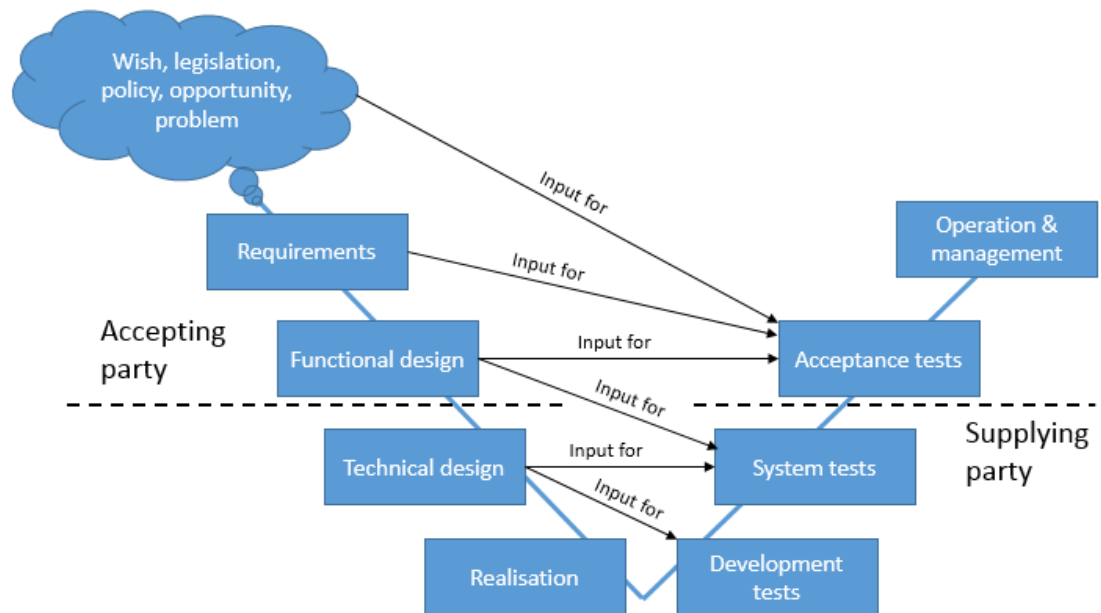 Wish, legislation,
policy, opportunity,
problem
Input for
Operation &
management
Requirements
Input for
Accepting
party
Functional design
Input for
Acceptance tests
Input for
Supplying
party
Technical design
Input for
System tests
Input for
Realisation
Development
tests